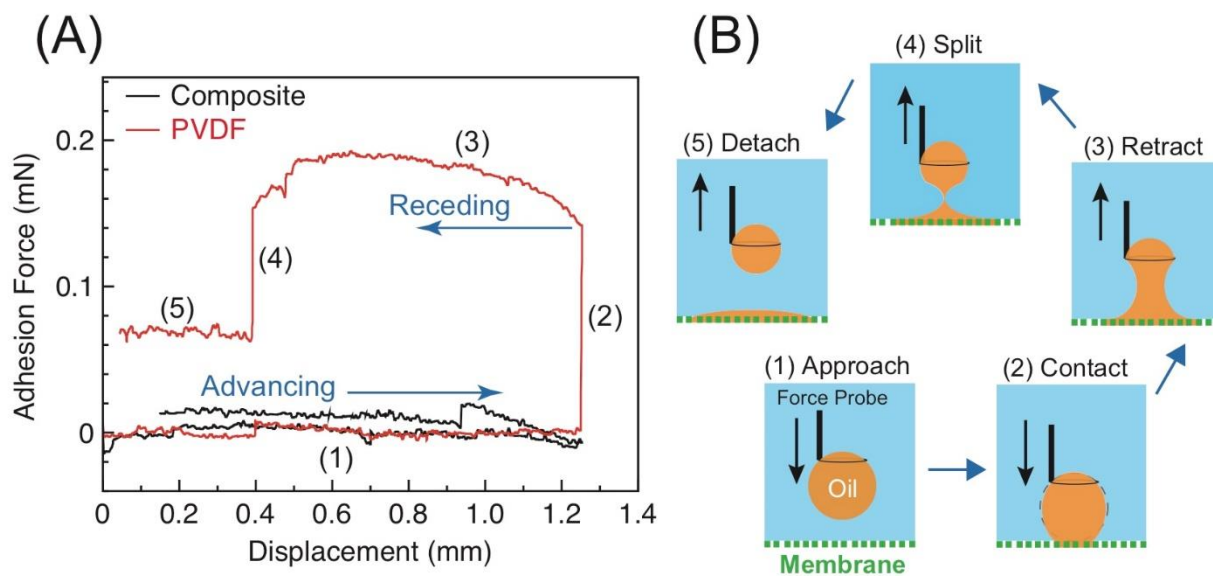 (A)
Composite
PVDF
0.2
0.1
0
Adhesion Force (mN)
(3)
Receding
(4)
(2)
(5)
Advancing
(1)
0 0.2 0.4 0.6 0.8 1.0 1.2 1.4
Displacement (mm)
(B)
(4) Split
(5) Detach
(3) Retract
(1) Approach
Force Probe
Oil
Membrane
(2) Contact